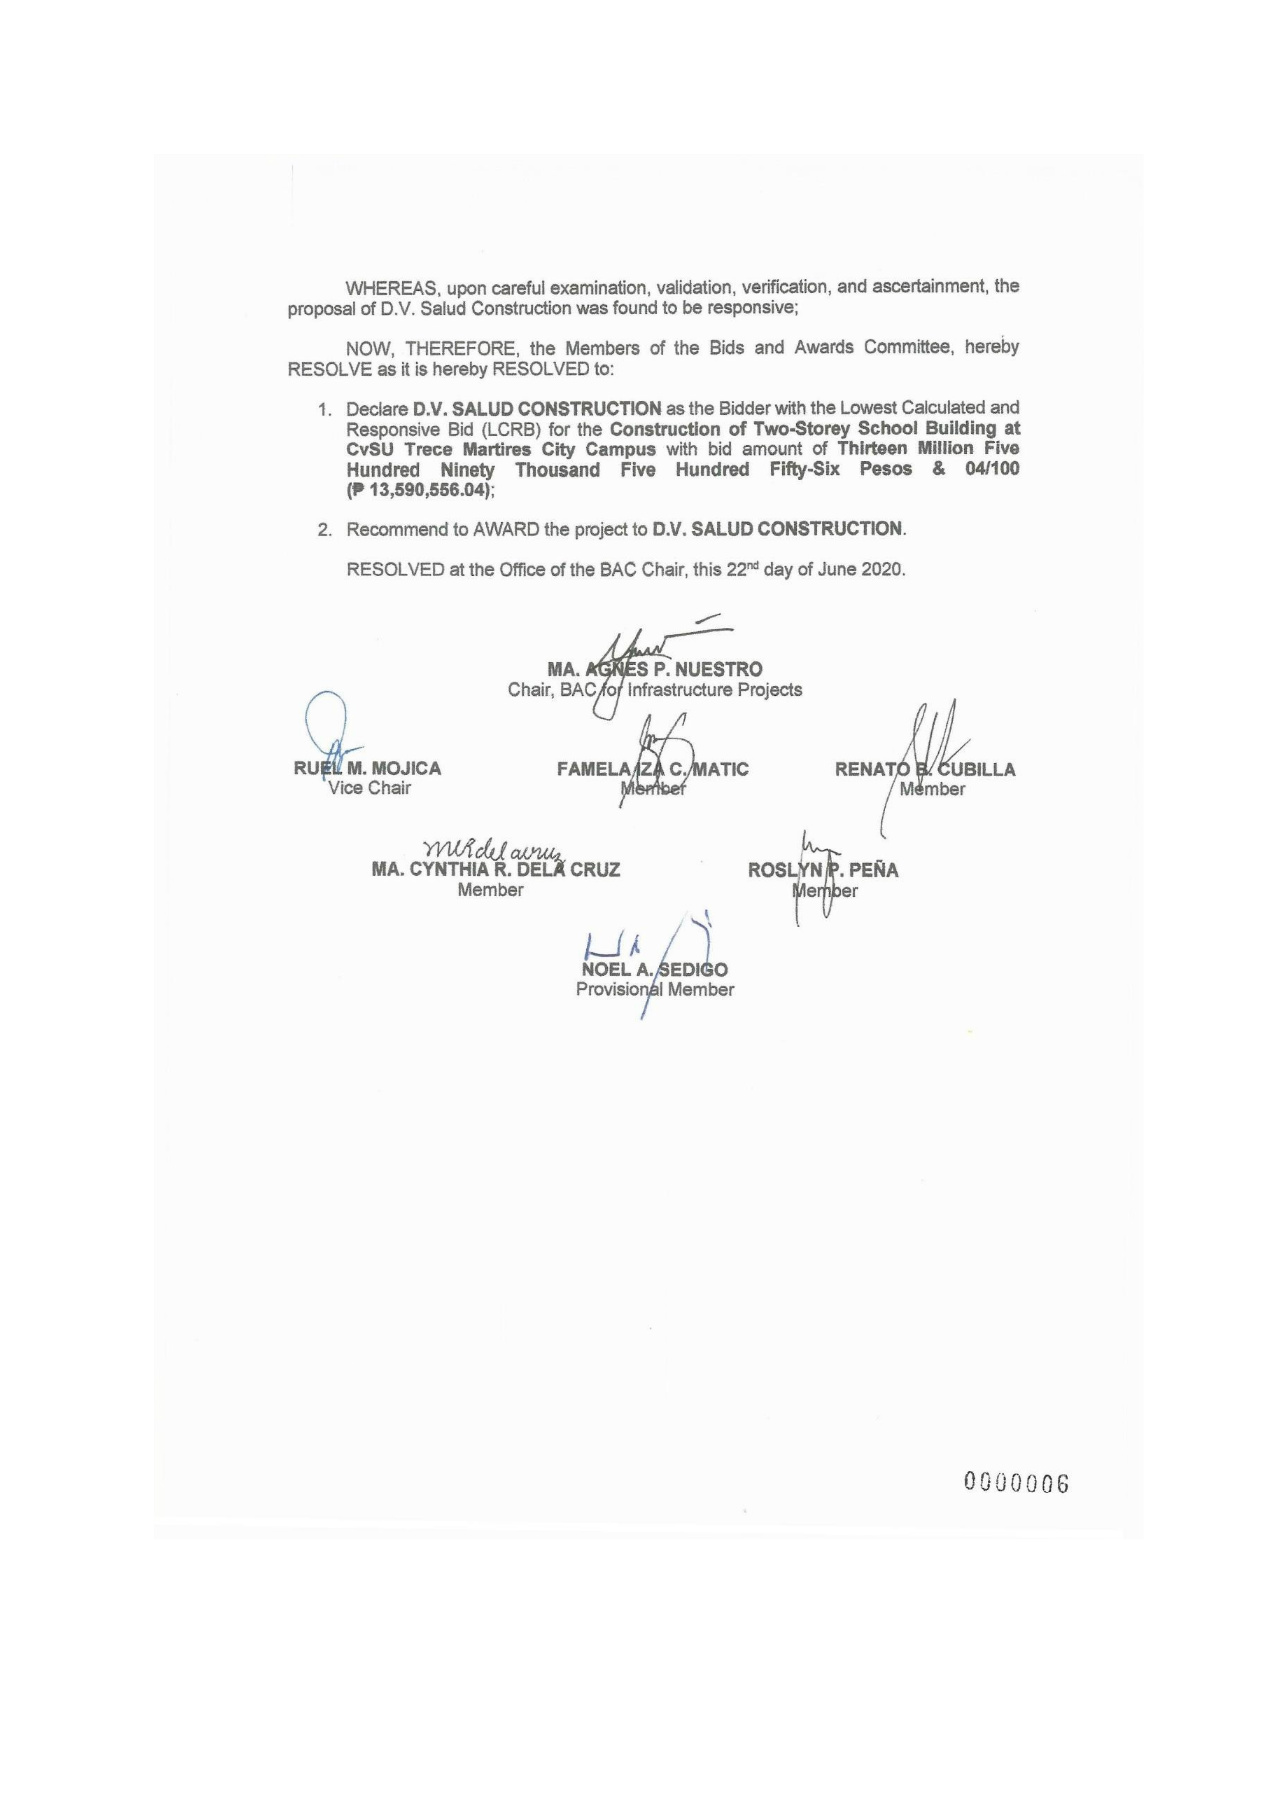 WHEREAS, upon careful examination, validation, verification, and ascertainment, the
proposal of D.V. Salud Construction was found to be responsive;
NOW, THEREFORE, the Members of the Bids and Awards Committee, hereby
RESOLVE as it is hereby RESOLVED to:
1. Declare D.V. SALUD CONSTRUCTION as the Bidder with the Lowest Calculated and
Responsive Bid (LCRB) for the Construction of Two-Storey School Building at
CvSU Trece Martires City Campus with bid amount of Thirteen Million Five
Hundred Ninety Thousand Five Hundred Fifty-Six Pesos & 04/100
(₱ 13,590,556.04);
2. Recommend to AWARD the project to D.V. SALUD CONSTRUCTION.
RESOLVED at the Office of the BAC Chair, this 22nd day of June 2020.
MA. AGNES P. NUESTRO
Chair, BAC for Infrastructure Projects
RUEL M. MOJICA
Vice Chair
FAMELA IZA C. MATIC
Member
RENATO B. CUBILLA
Member
MA. CYNTHIA R. DELA CRUZ
Member
ROSLYN P. PEÑA
Member
NOEL A. SEDIGO
Provisional Member
0000006